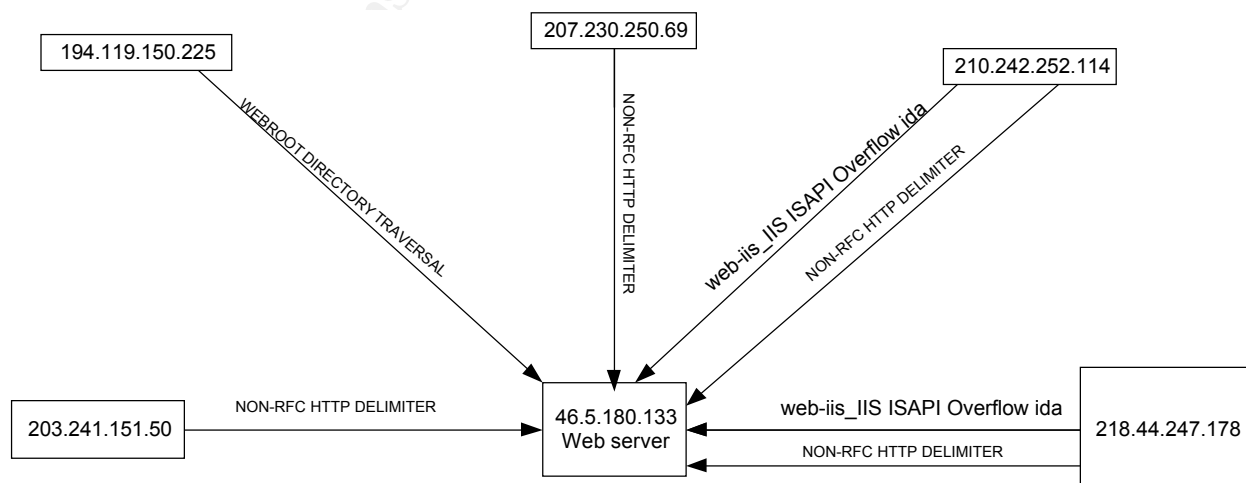 207.230.250.69
194.119.150.225
210.242.252.114
WEBROOT DIRECTORY TRAVERSAL
NON-RFC HTTP DELIMITER
web-iis_IIS ISAPI Overflow ida
NON-RFC HTTP DELIMITER
203.241.151.50
NON-RFC HTTP DELIMITER
46.5.180.133
Web server
web-iis_IIS ISAPI Overflow ida
NON-RFC HTTP DELIMITER
218.44.247.178